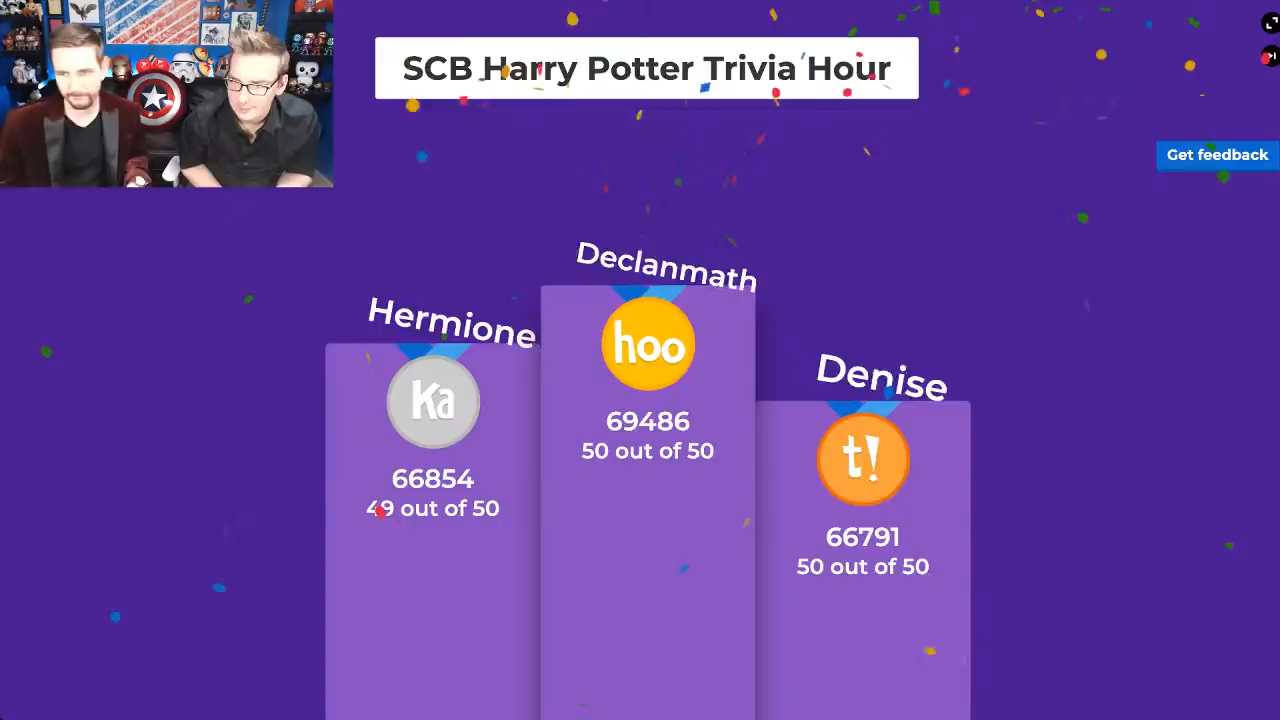 SCB Harry Potter Trivia Hour
Get feedback
Declanmath
hoo
69486
50 out of 50
Hermione
Ka
66854
49 out of 50
Denise
t!
66791
50 out of 50